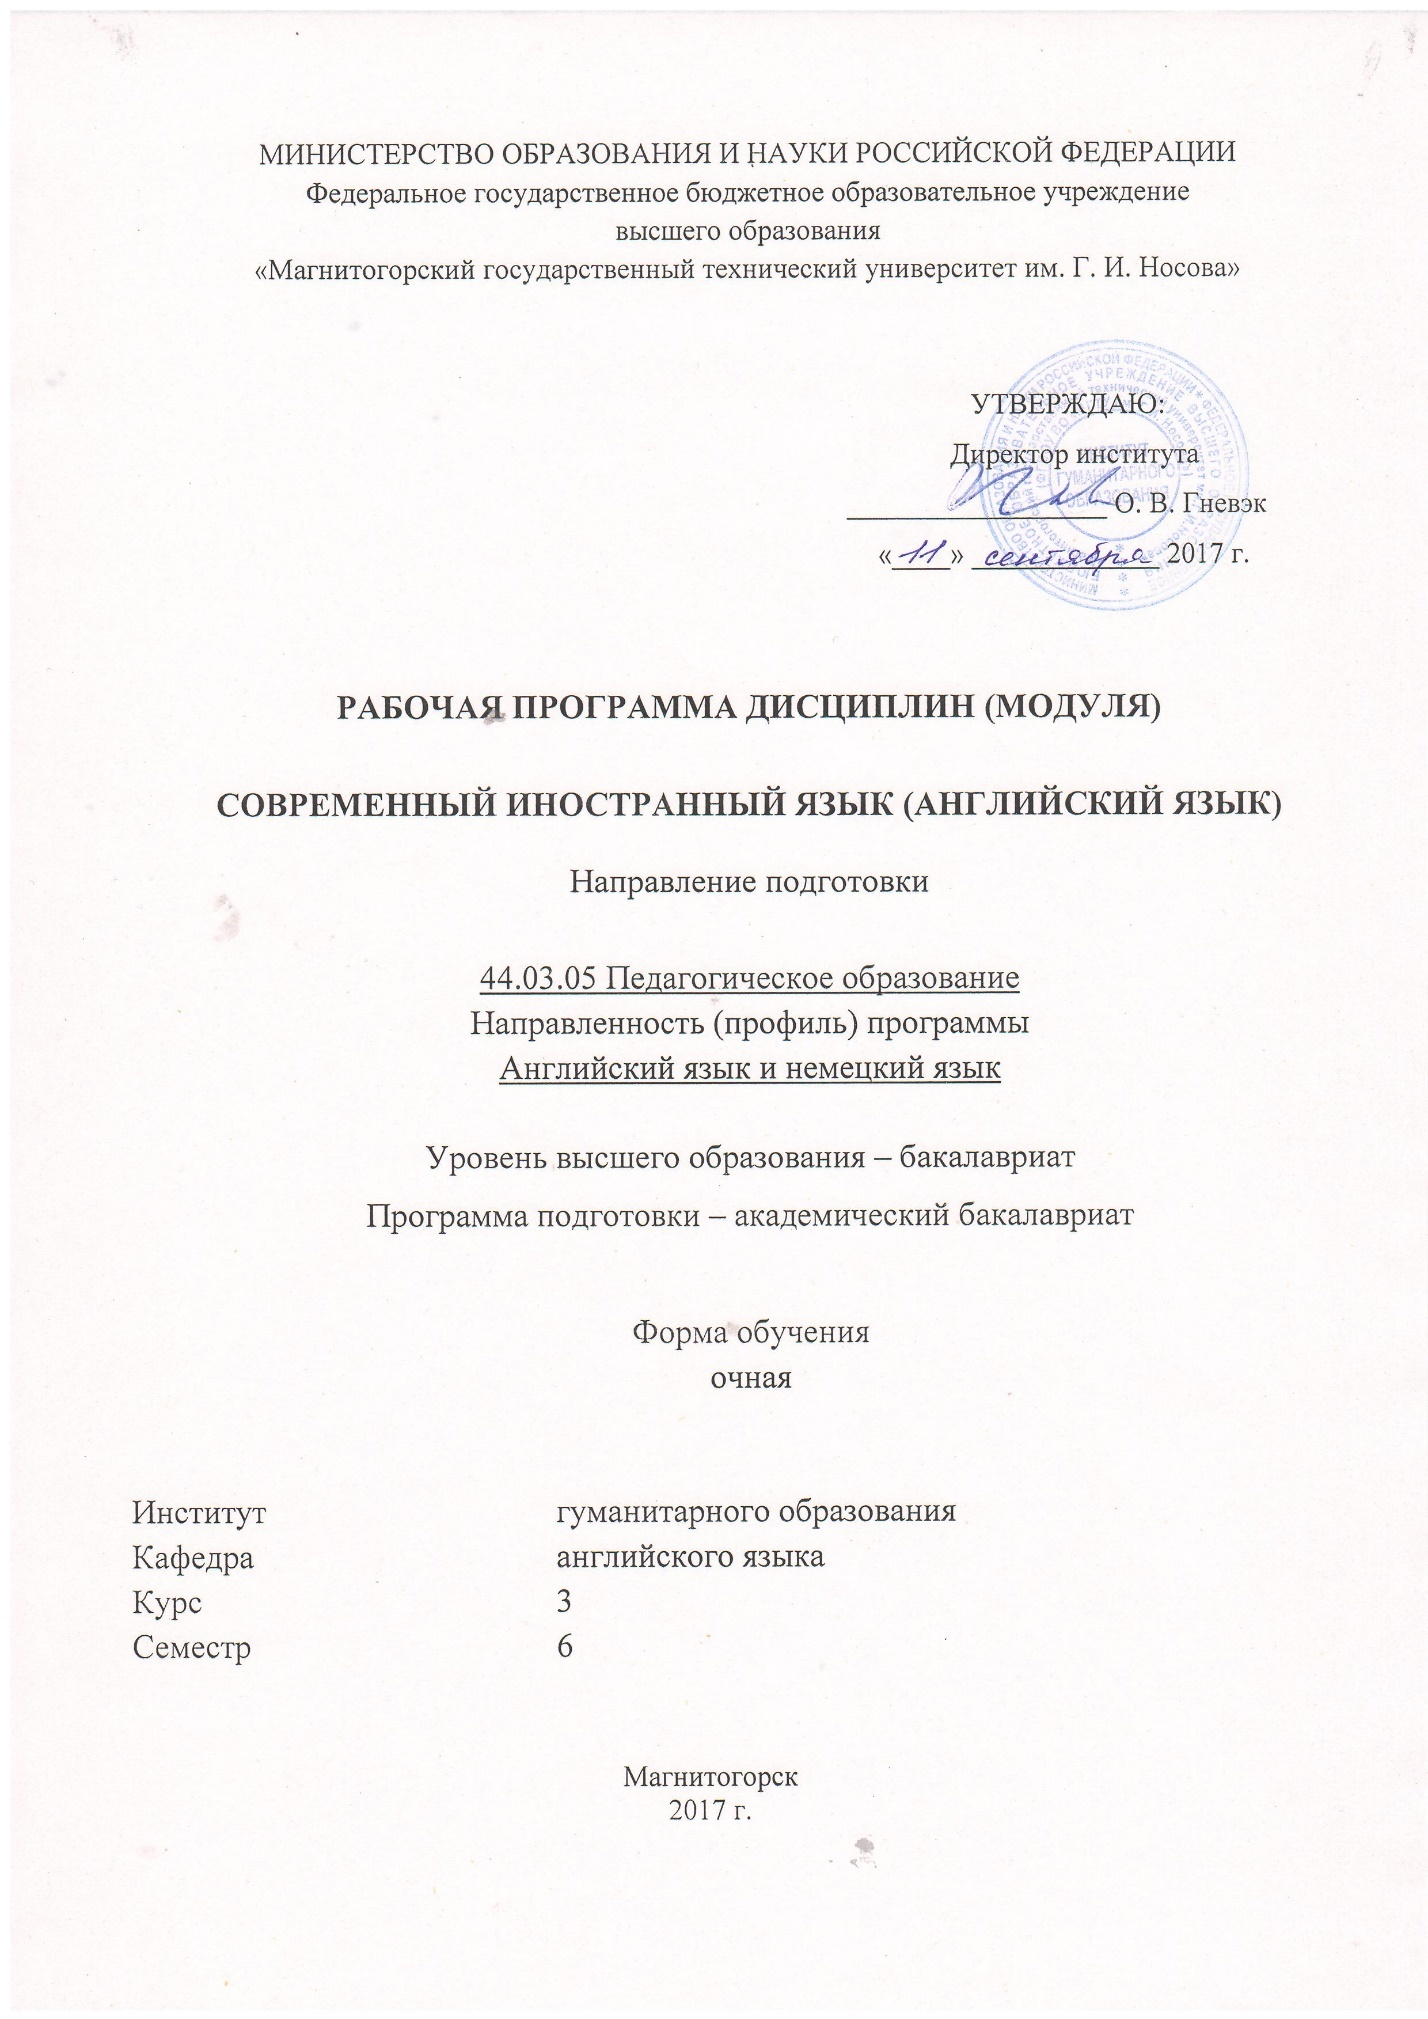 МИНИСТЕРСТВО ОБРАЗОВАНИЯ И НАУКИ РОССИЙСКОЙ ФЕДЕРАЦИИ
Федеральное государственное бюджетное образовательное учреждение
высшего образования
«Магнитогорский государственный технический университет им. Г. И. Носова»
УТВЕРЖДАЮ:
Директор института
О. В. Гневэк
«11» сентября 2017 г.
ИНСТИТУТ
ГУМАНИТАРНОГО
ОБРАЗОВАНИЯ
РАБОЧАЯ ПРОГРАММА ДИСЦИПЛИН (МОДУЛЯ)
СОВРЕМЕННЫЙ ИНОСТРАННЫЙ ЯЗЫК (АНГЛИЙСКИЙ ЯЗЫК)
Направление подготовки
44.03.05 Педагогическое образование
Направленность (профиль) программы
Английский язык и немецкий язык
Уровень высшего образования – бакалавриат
Программа подготовки – академический бакалавриат
Форма обучения
очная
Институт гуманитарного образования
Кафедра английского языка
Курс 3
Семестр 6
Магнитогорск
2017 г.